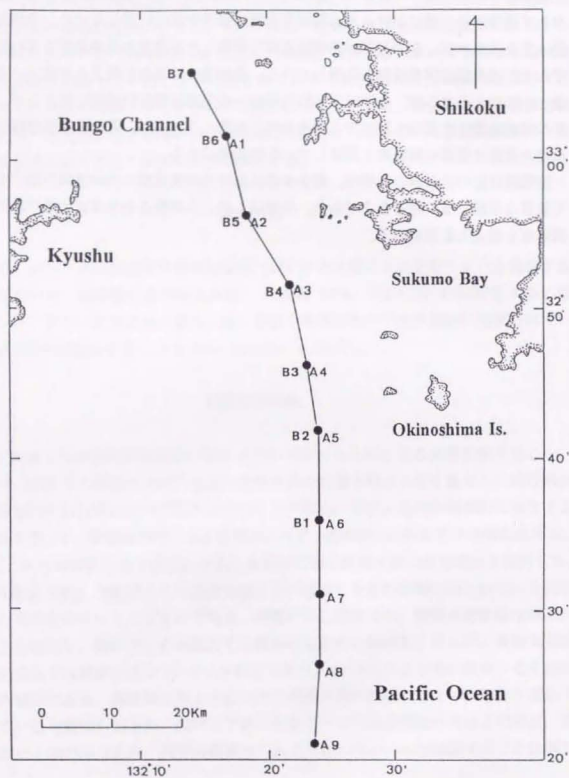 B7
Shikoku
Bungo Channel
B6 A1
33°
00'
B5 A2
Kyushu
Sukumo Bay
B4 A3
32°
50'
B3 A4
Okinoshima Is.
B2 A5
40'
B1 A6
A7
30'
A8
Pacific Ocean
0 10 20Km
A9
132°10' 20' 30' 20'